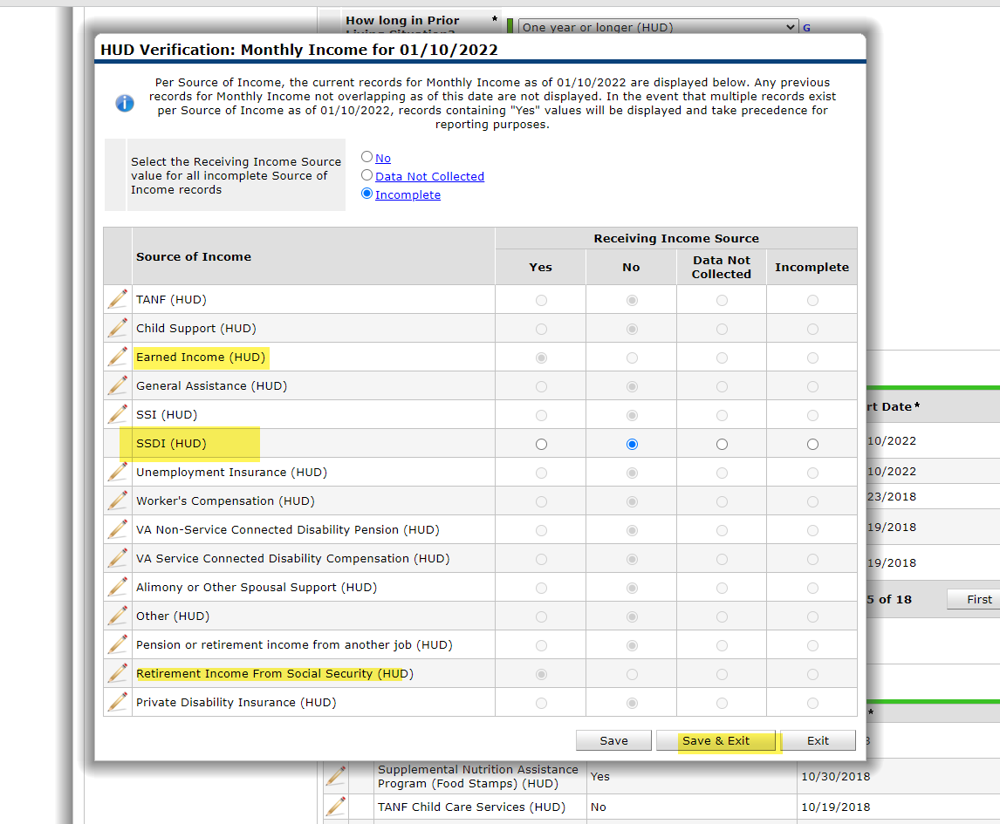 How long in Prior *
One year or longer (HUD) G
HUD Verification: Monthly Income for 01/10/2022
Per Source of Income, the current records for Monthly Income as of 01/10/2022 are displayed below. Any previous
records for Monthly Income not overlapping as of this date are not displayed. In the event that multiple records exist
per Source of Income as of 01/10/2022, records containing "Yes" values will be displayed and take precedence for
reporting purposes.
Select the Receiving Income Source
value for all incomplete Source of
Income records
No
Data Not Collected
Incomplete
Source of Income
Receiving Income Source
Yes
No
Data Not
Collected
Incomplete
TANF (HUD)
Child Support (HUD)
Earned Income (HUD)
General Assistance (HUD)
SSI (HUD)
SSDI (HUD)
Unemployment Insurance (HUD)
Worker's Compensation (HUD)
VA Non-Service Connected Disability Pension (HUD)
VA Service Connected Disability Compensation (HUD)
Alimony or Other Spousal Support (HUD)
Other (HUD)
Pension or retirement income from another job (HUD)
Retirement Income From Social Security (HUD)
Private Disability Insurance (HUD)
Save
Save & Exit
Exit
rt Date*
10/2022
10/2022
23/2018
19/2018
19/2018
5 of 18
First
*
Supplemental Nutrition Assistance
Program (Food Stamps) (HUD)
Yes
10/30/2018
TANF Child Care Services (HUD)
No
10/19/2018